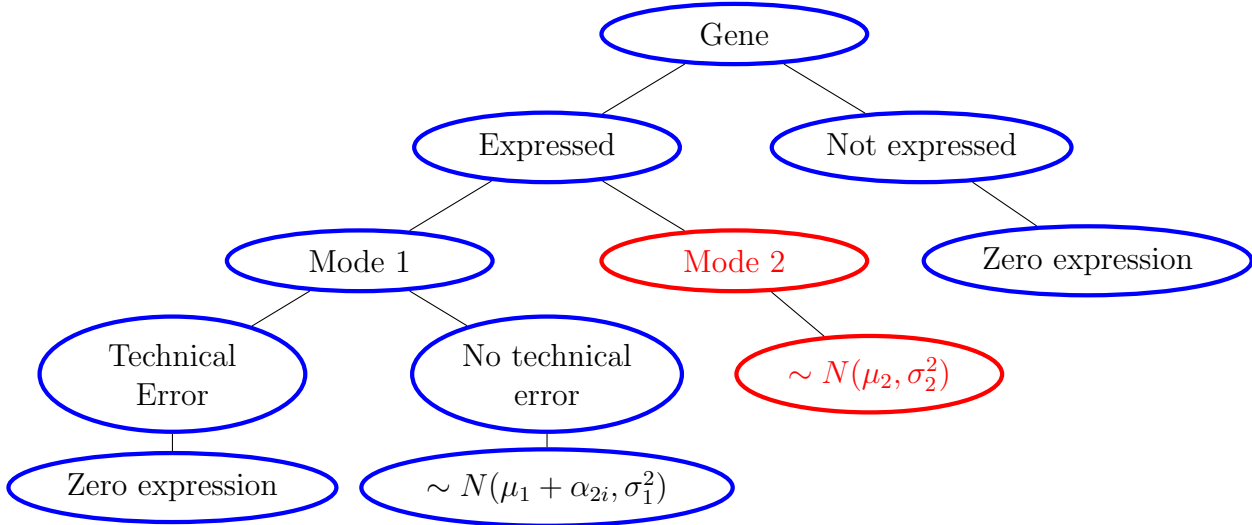 Gene
Expressed
Not expressed
Mode 1
Mode 2
Zero expression
Technical
Error
No technical
error
∼ N(μ₂, σ₂²)
Zero expression
∼ N(μ₁ + α₂ᵢ, σ₁²)